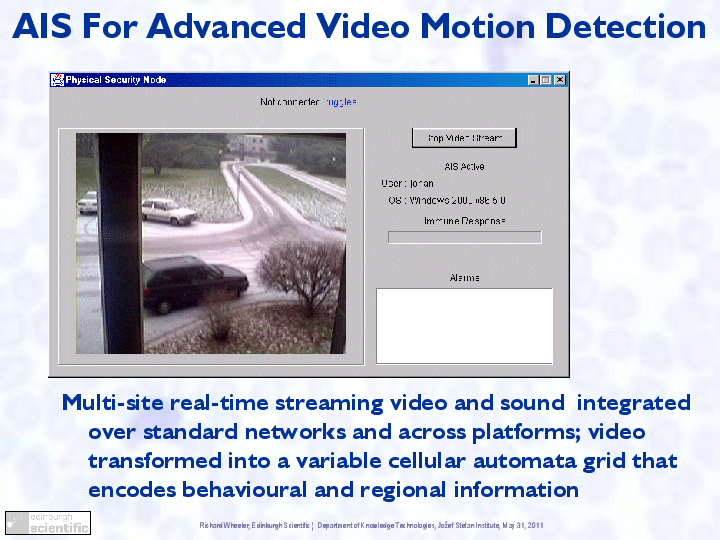 AIS For Advanced Video Motion Detection
Physical Security Node
Not connected ruggles
Stop Video Stream
AIS Active
User : johan
OS : Windows 2000 x86 5.0
Immune Response
Alarms
Multi-site real-time streaming video and sound integrated
over standard networks and across platforms; video
transformed into a variable cellular automata grid that
encodes behavioural and regional information
edinburgh
scientific
Richard Wheeler, Edinburgh Scientific ¦ Department of Knowledge Technologies, Jožef Stefan Institute, May 31, 2011